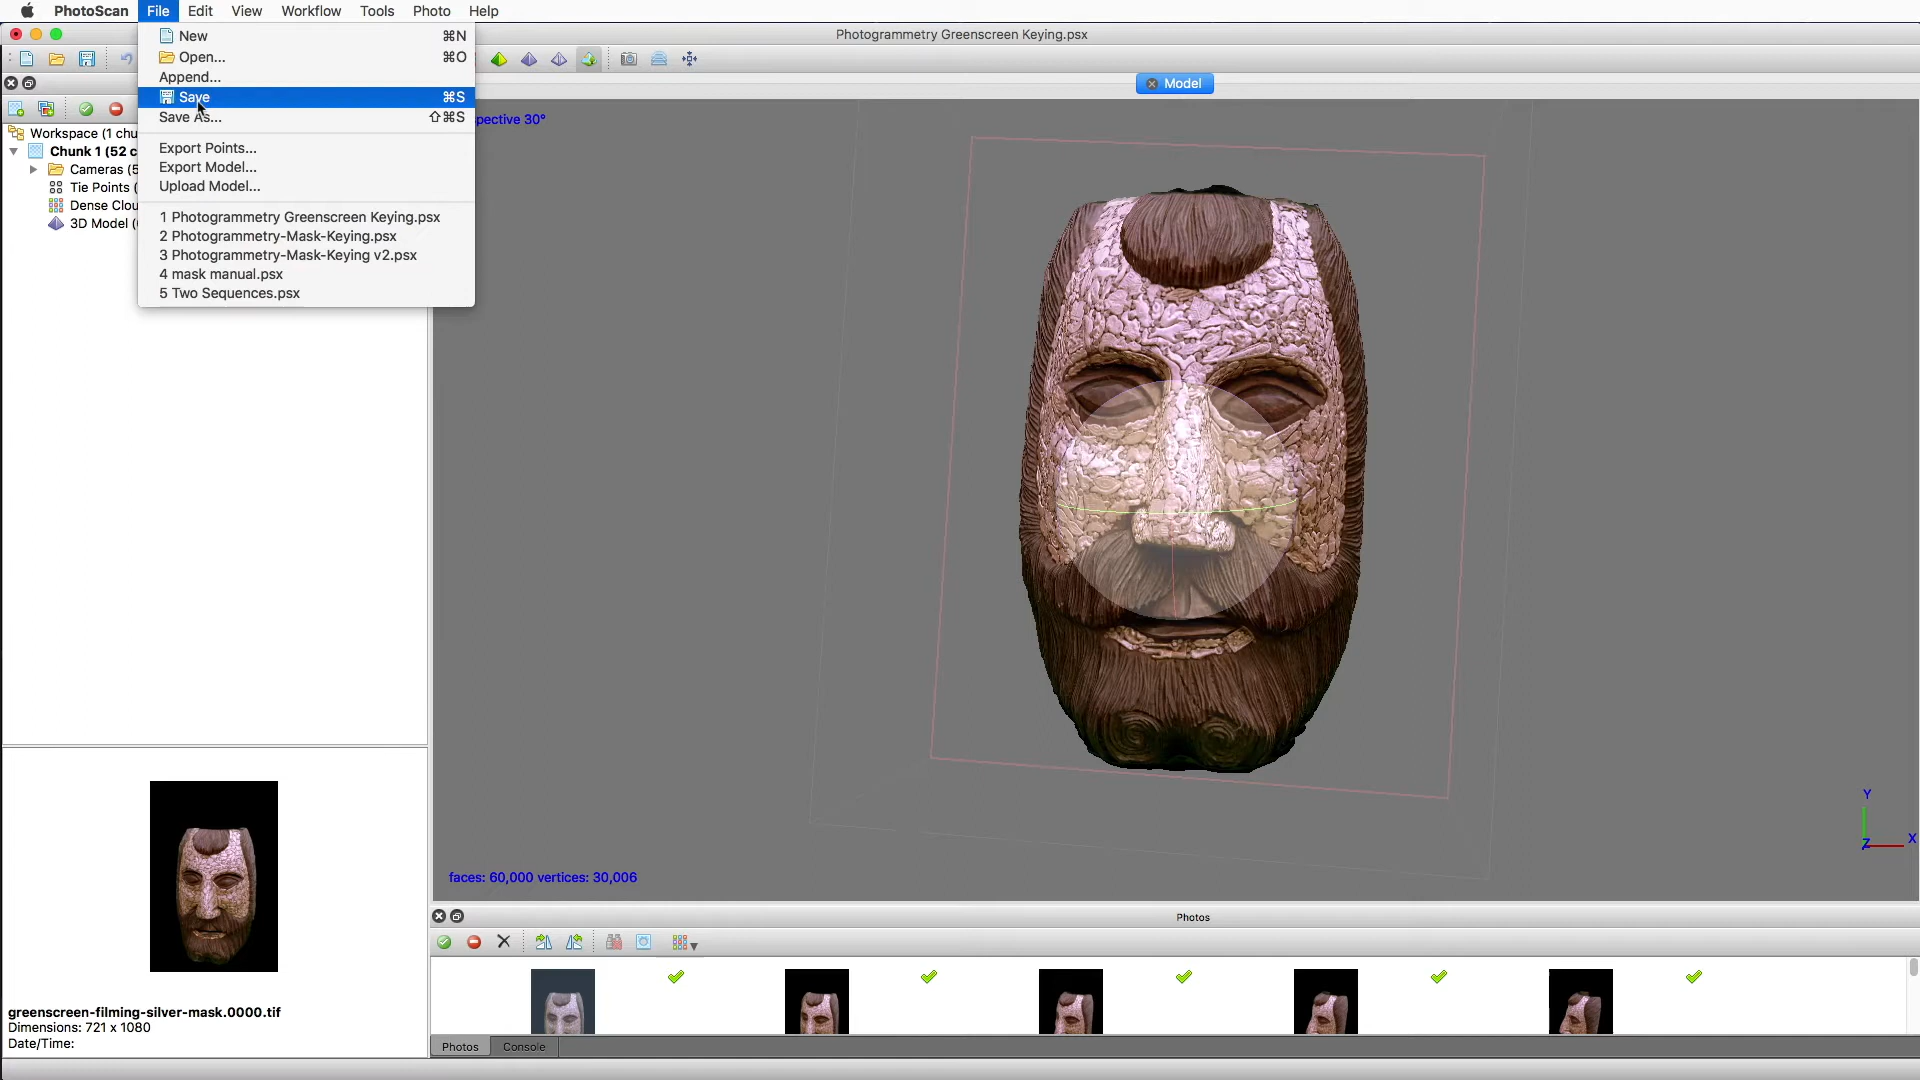 PhotoScan File Edit View Workflow Tools Photo Help
Photogrammetry Greenscreen Keying.psx
New ⌘N
Open... ⌘O
Append...
Save ⌘S
Save As... ⇧⌘S
Export Points...
Export Model...
Upload Model...
1 Photogrammetry Greenscreen Keying.psx
2 Photogrammetry-Mask-Keying.psx
3 Photogrammetry-Mask-Keying v2.psx
4 mask manual.psx
5 Two Sequences.psx
Workspace (1 chu
Chunk 1 (52 c
Cameras (5
Tie Points (
Dense Clou
3D Model (
Model
spective 30°
Y
X
Z
faces: 60,000 vertices: 30,006
greenscreen-filming-silver-mask.0000.tif
Dimensions: 721 x 1080
Date/Time:
Photos
Photos Console